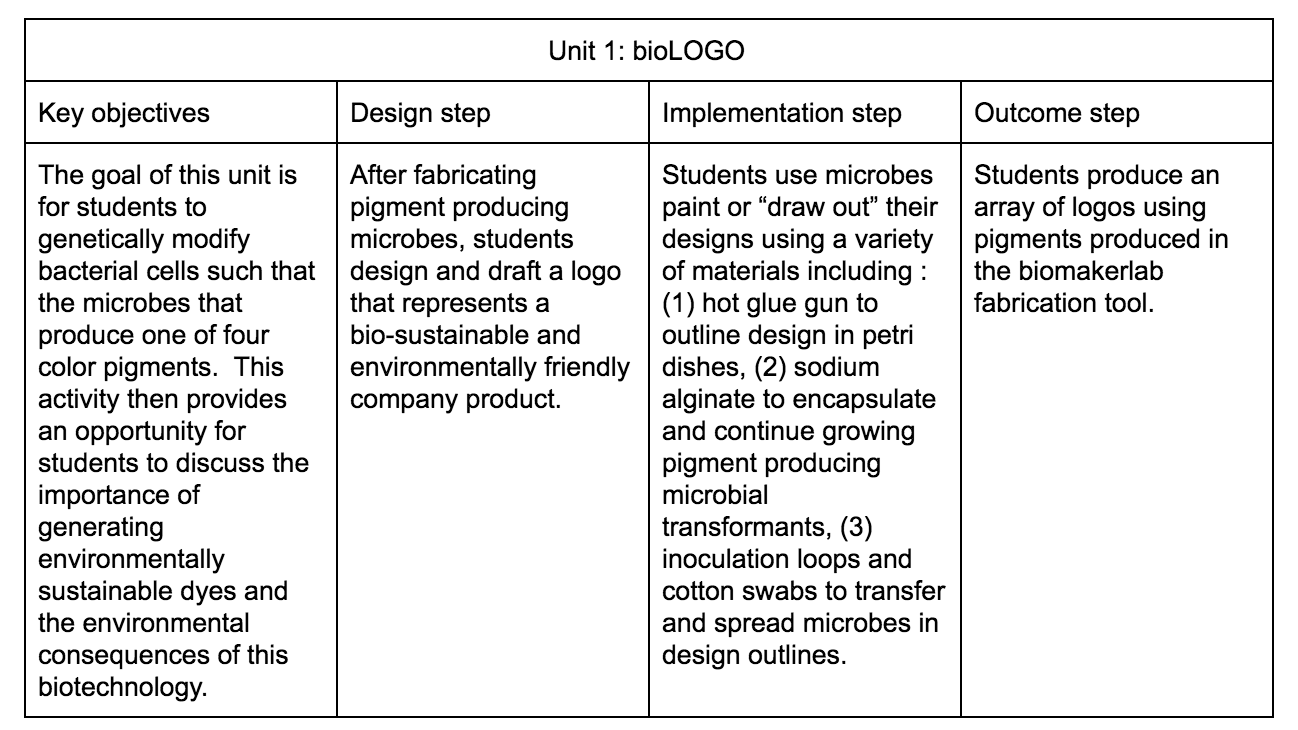 Unit 1: bioLOGO
Key objectives
Design step
Implementation step
Outcome step
The goal of this unit is
for students to
genetically modify
bacterial cells such that
the microbes that
produce one of four
color pigments.  This
activity then provides
an opportunity for
students to discuss the
importance of
generating
environmentally
sustainable dyes and
the environmental
consequences of this
biotechnology.
After fabricating
pigment producing
microbes, students
design and draft a logo
that represents a
bio-sustainable and
environmentally friendly
company product.
Students use microbes
paint or “draw out” their
designs using a variety
of materials including :
(1) hot glue gun to
outline design in petri
dishes, (2) sodium
alginate to encapsulate
and continue growing
pigment producing
microbial
transformants, (3)
inoculation loops and
cotton swabs to transfer
and spread microbes in
design outlines.
Students produce an
array of logos using
pigments produced in
the biomakerlab
fabrication tool.